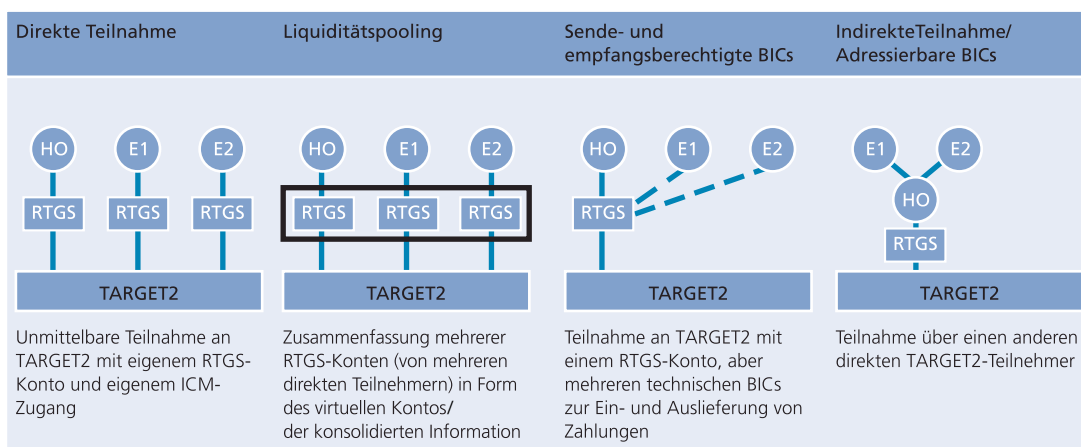 Direkte Teilnahme
HO
E1
E2
RTGS
RTGS
RTGS
TARGET2
Unmittelbare Teilnahme an
TARGET2 mit eigenem RTGS-
Konto und eigenem ICM-
Zugang
Liquiditätspooling
HO
E1
E2
RTGS
RTGS
RTGS
TARGET2
Zusammenfassung mehrerer
RTGS-Konten (von mehreren
direkten Teilnehmern) in Form
des virtuellen Kontos/
der konsolidierten Information
Sende- und
empfangsberechtigte BICs
HO
E1
E2
RTGS
TARGET2
Teilnahme an TARGET2 mit
einem RTGS-Konto, aber
mehreren technischen BICs
zur Ein- und Auslieferung von
Zahlungen
IndirekteTeilnahme/
Adressierbare BICs
E1
E2
HO
RTGS
TARGET2
Teilnahme über einen anderen
direkten TARGET2-Teilnehmer